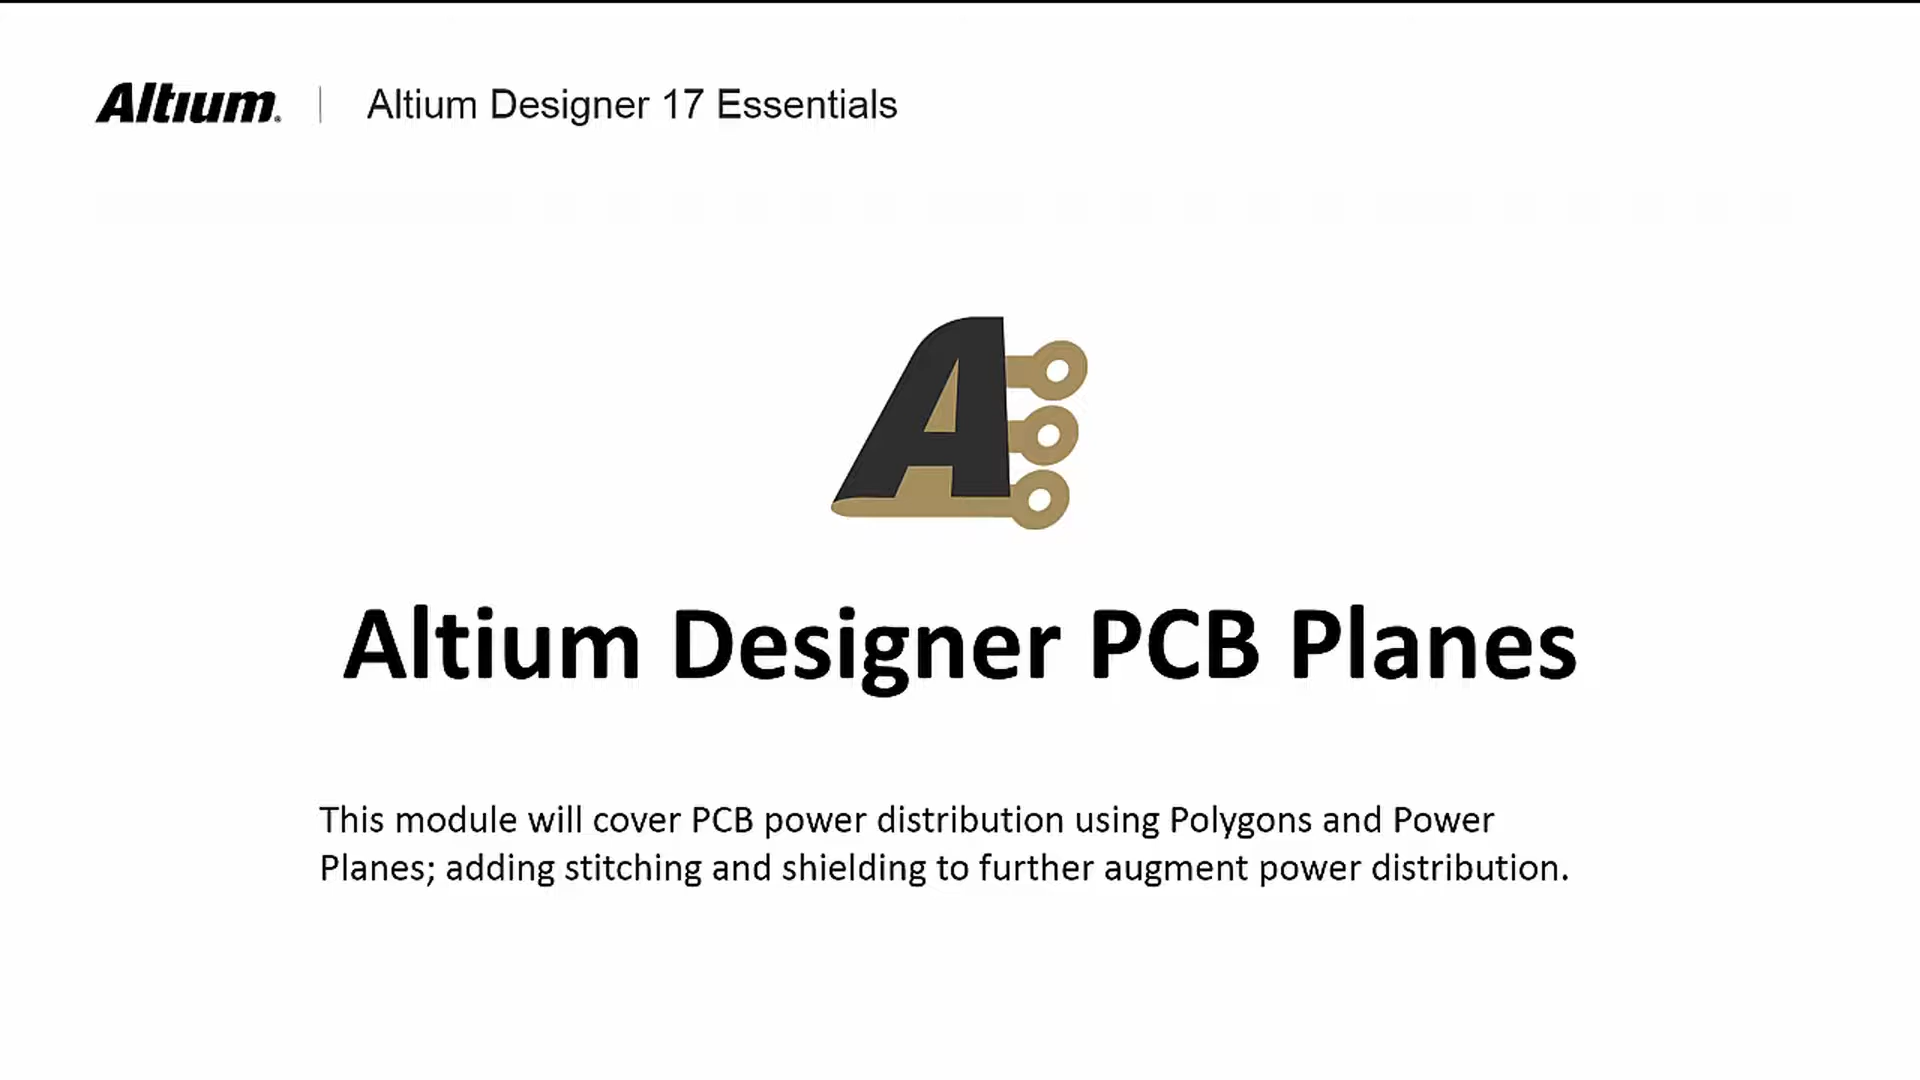 Altium. | Altium Designer 17 Essentials
Altium Designer PCB Planes
This module will cover PCB power distribution using Polygons and Power
Planes; adding stitching and shielding to further augment power distribution.